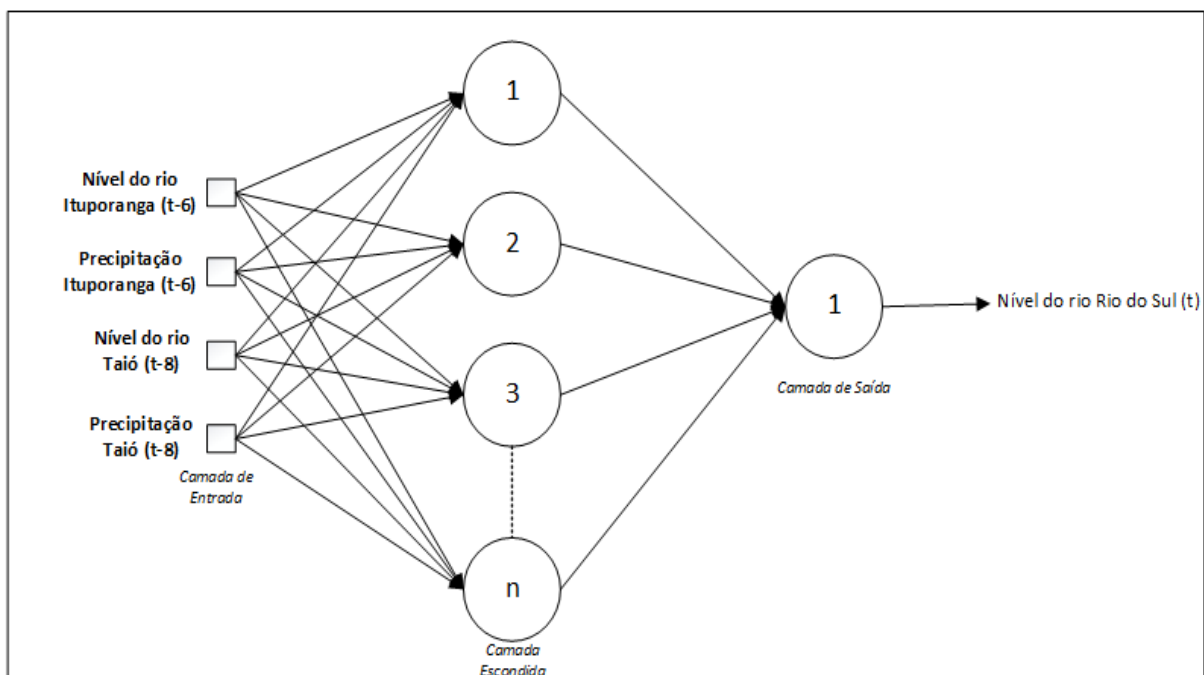 Nível do rio
Ituporanga (t-6)
Precipitação
Ituporanga (t-6)
Nível do rio
Taió (t-8)
Precipitação
Taió (t-8)
Camada de
Entrada
1
2
3
n
Camada
Escondida
1
Camada de Saída
Nível do rio Rio do Sul (t)